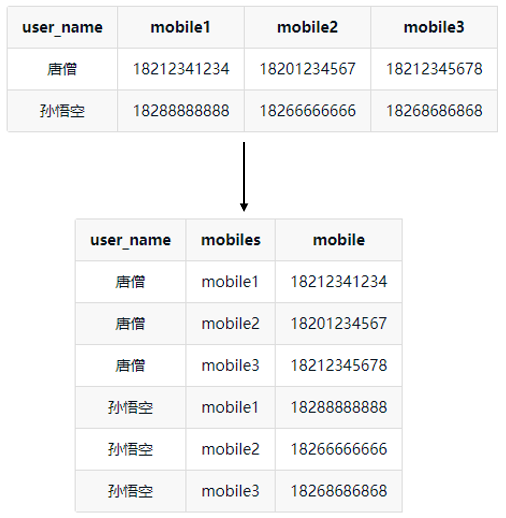 user_name mobile1 mobile2 mobile3
唐僧 18212341234 18201234567 18212345678
孙悟空 18288888888 18266666666 18268686868
user_name mobiles mobile
唐僧 mobile1 18212341234
唐僧 mobile2 18201234567
唐僧 mobile3 18212345678
孙悟空 mobile1 18288888888
孙悟空 mobile2 18266666666
孙悟空 mobile3 18268686868